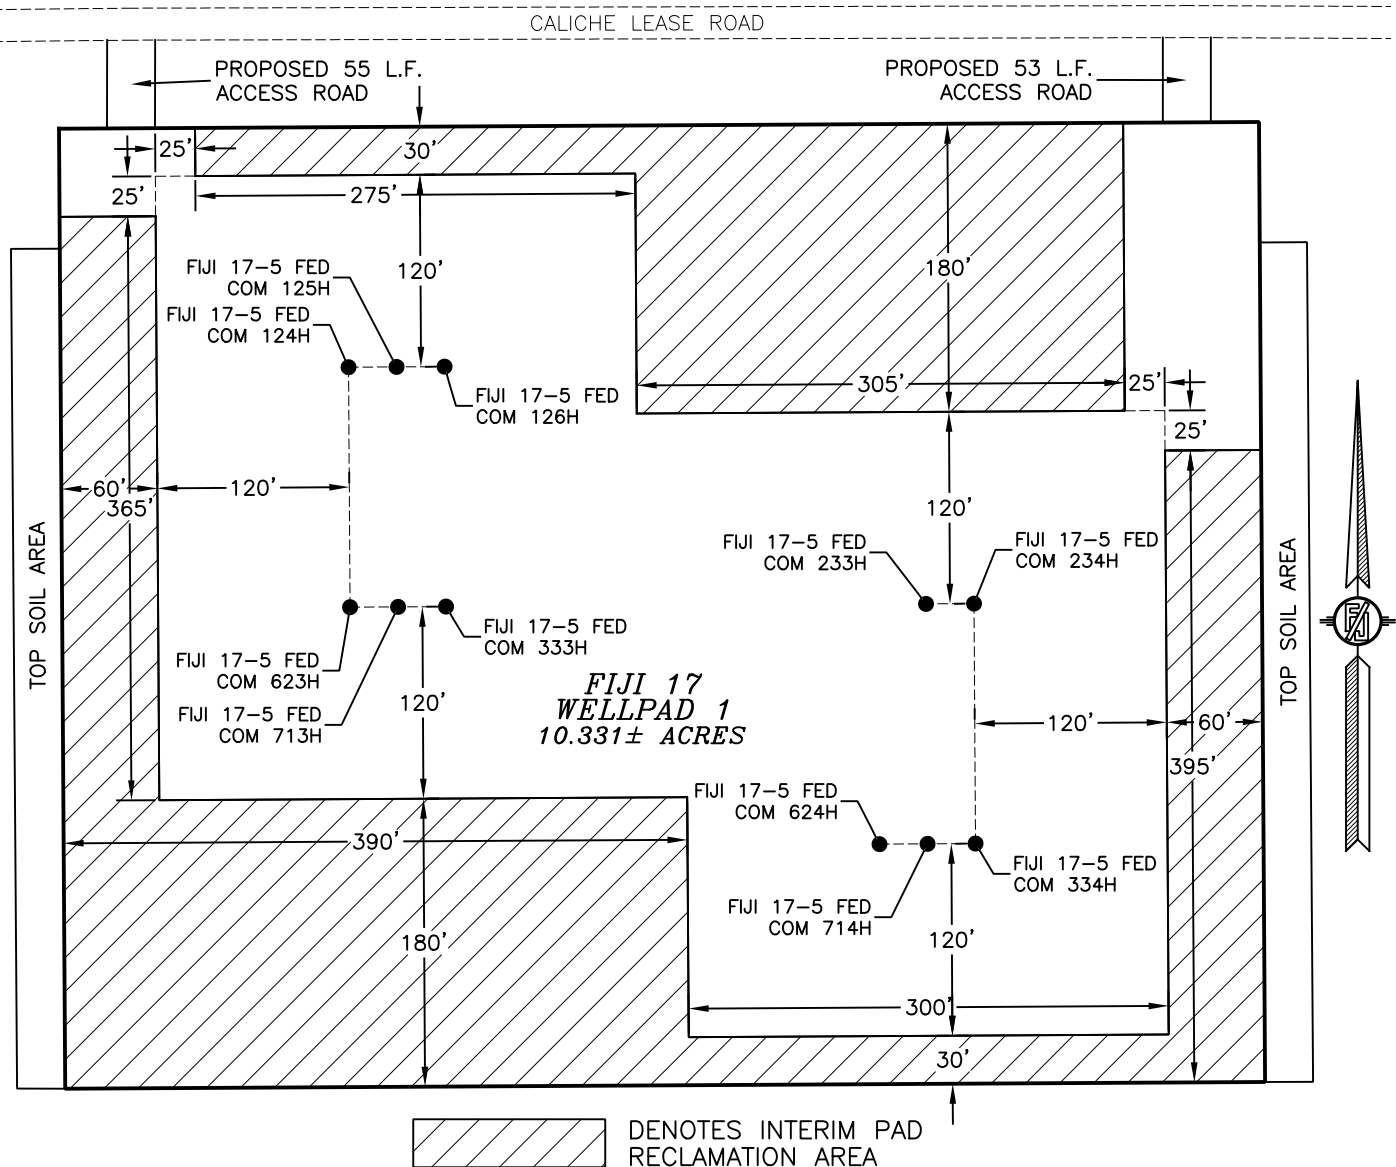 CALICHE LEASE ROAD
PROPOSED 55 L.F.
ACCESS ROAD
PROPOSED 53 L.F.
ACCESS ROAD
25'
30'
25'
275'
120'
180'
FIJI 17-5 FED
COM 125H
FIJI 17-5 FED
COM 124H
FIJI 17-5 FED
COM 126H
305'
25'
25'
60'
365'
120'
120'
FIJI 17-5 FED
COM 233H
FIJI 17-5 FED
COM 234H
TOP SOIL AREA
TOP SOIL AREA
FIJI 17-5 FED
COM 333H
FIJI 17-5 FED
COM 623H
FIJI 17-5 FED
COM 713H
120'
FIJI 17
WELLPAD 1
10.331± ACRES
120'
60'
395'
FIJI 17-5 FED
COM 624H
390'
FIJI 17-5 FED
COM 334H
FIJI 17-5 FED
COM 714H
180'
120'
300'
30'
DENOTES INTERIM PAD
RECLAMATION AREA